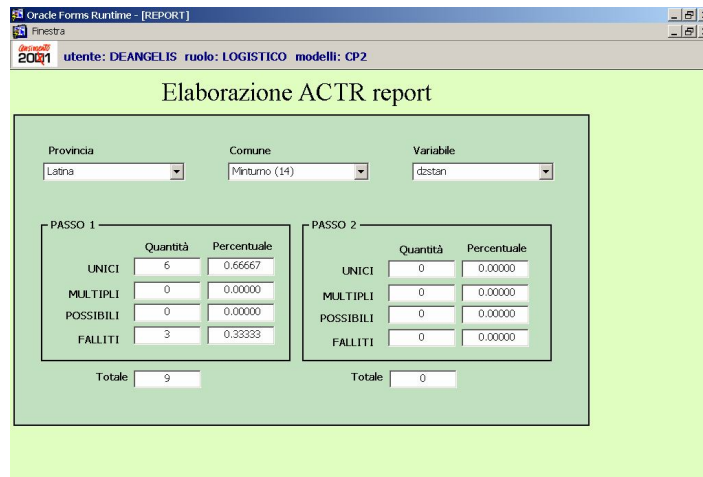 Oracle Forms Runtime - [REPORT]
Finestra
Censimento 2001 utente: DEANGELIS ruolo: LOGISTICO modelli: CP2
Elaborazione ACTR report
Provincia Comune Variabile
Latina Minturno (14) dzstan
PASSO 1 PASSO 2
Quantità Percentuale Quantità Percentuale
UNICI 6 0.66667 UNICI 0 0.00000
MULTIPLI 0 0.00000 MULTIPLI 0 0.00000
POSSIBILI 0 0.00000 POSSIBILI 0 0.00000
FALLITI 3 0.33333 FALLITI 0 0.00000
Totale 9 Totale 0